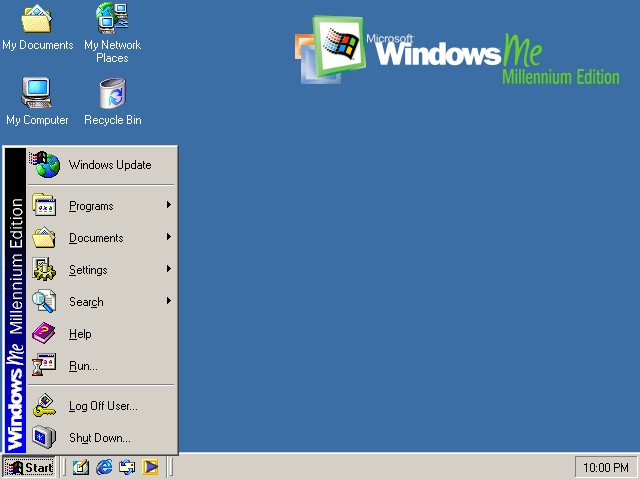 My Documents
My Network
Places
My Computer
Recycle Bin
Microsoft
Windows Me
Millennium Edition
Windows Me Millennium Edition
Windows Update
Programs
Documents
Settings
Search
Help
Run...
Log Off User...
Shut Down...
Start
10:00 PM